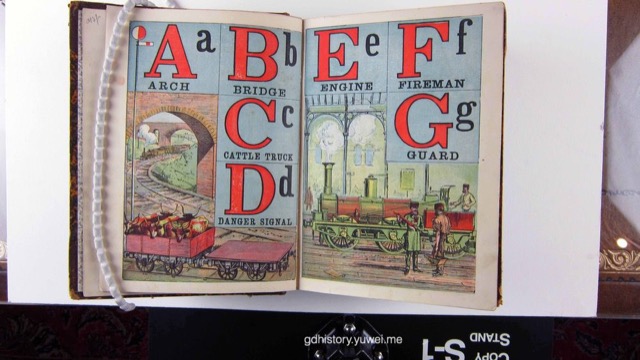 A a
ARCH
B b
BRIDGE
C c
CATTLE TRUCK
D d
DANGER SIGNAL
E e
ENGINE
F f
FIREMAN
G g
GUARD
gdhistory.yuwei.me
COPY
STAND
S-1